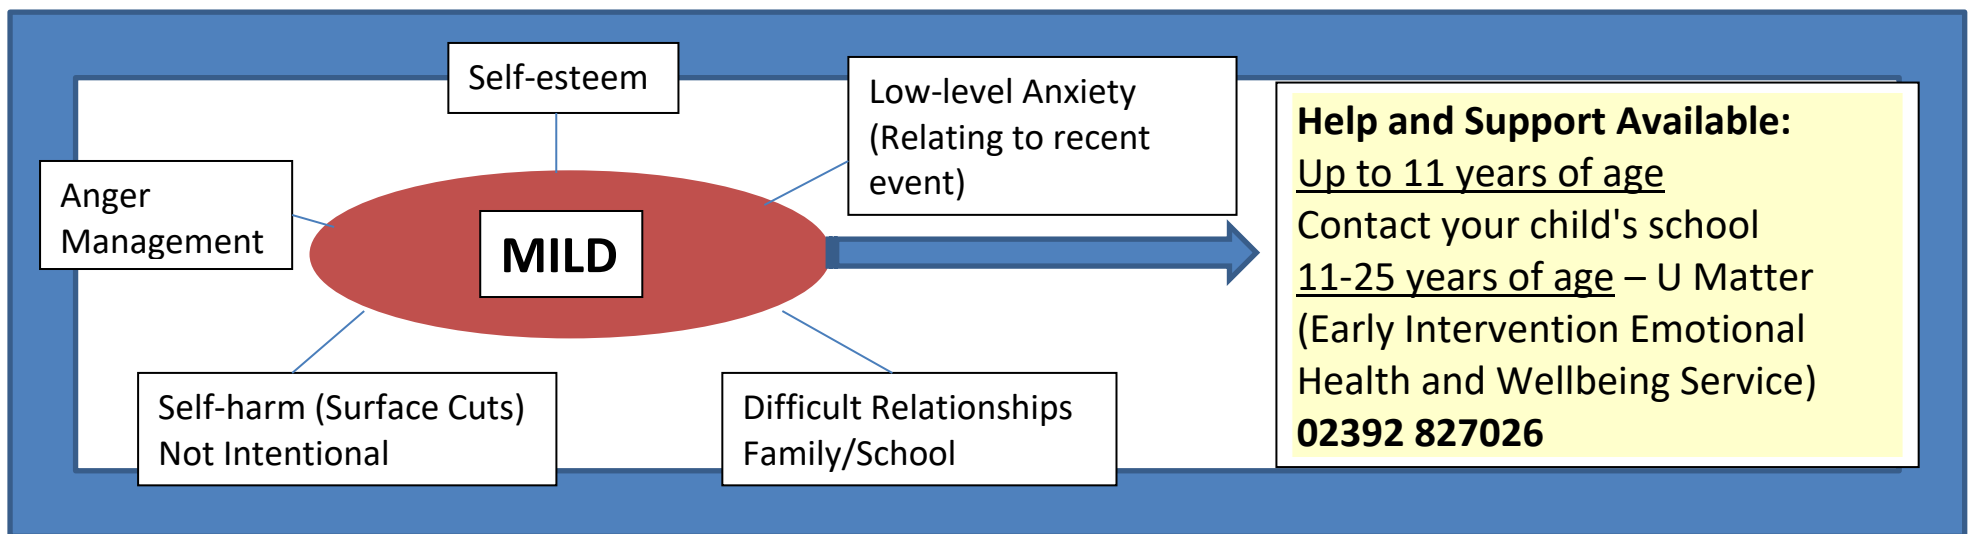 Self-esteem
Low-level Anxiety
(Relating to recent
event)
Anger
Management
MILD
Self-harm (Surface Cuts)
Not Intentional
Difficult Relationships
Family/School
Help and Support Available:
Up to 11 years of age
Contact your child's school
11-25 years of age – U Matter
(Early Intervention Emotional
Health and Wellbeing Service)
02392 827026